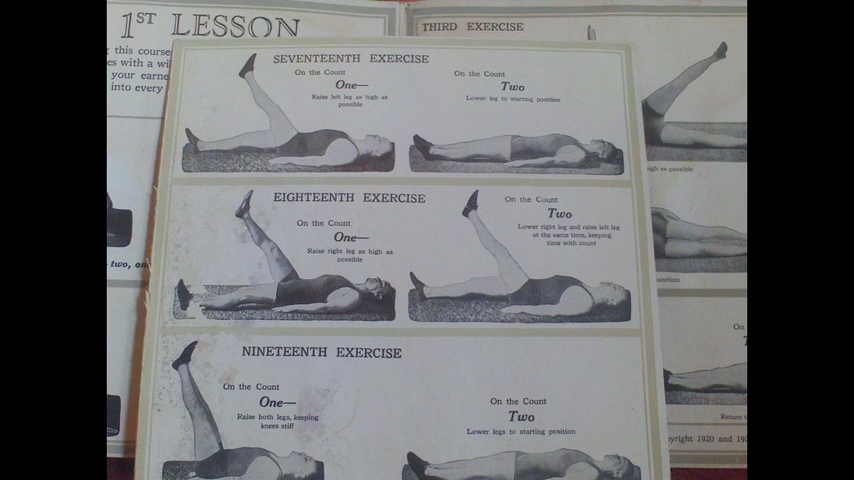 1ST LESSON
this course
es with a wi
your earne
into every
two, on
SEVENTEENTH EXERCISE
On the Count
One—
Raise left leg as high as
possible
On the Count
Two
Lower leg to starting position
EIGHTEENTH EXERCISE
On the Count
One—
Raise right leg as high as
possible
On the Count
Two
Lower right leg and raise left leg
at the same time, keeping
time with count
NINETEENTH EXERCISE
On the Count
One—
Raise both legs, keeping
knees stiff
On the Count
Two
Lower legs to starting position
THIRD EXERCISE
igh as possible
osition
On
Return
pyright 1920 and 192